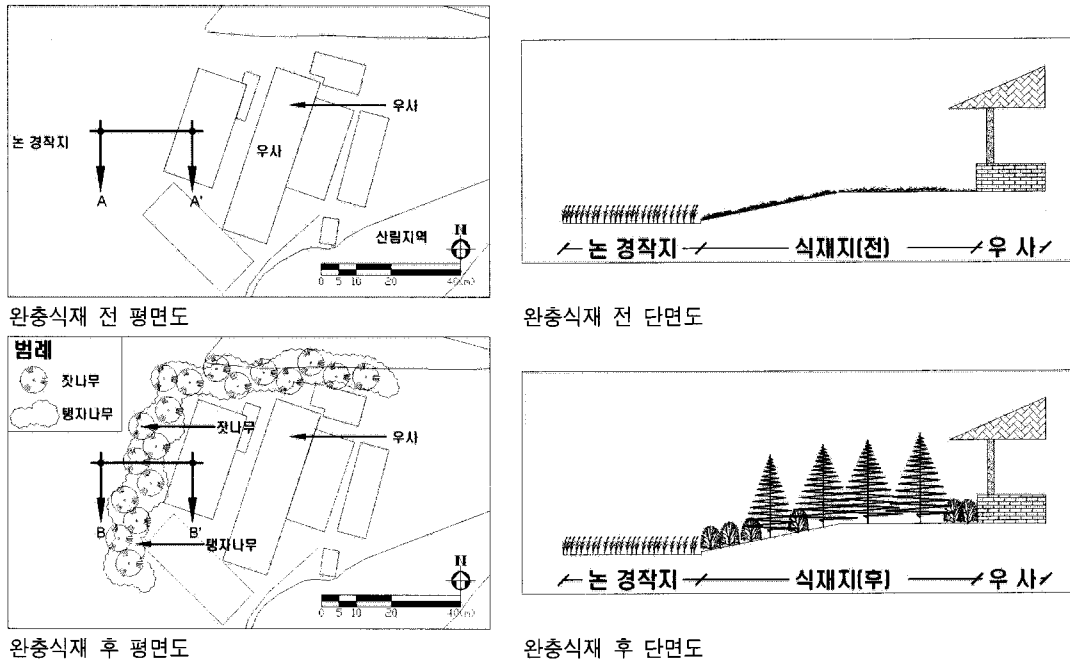 우사
논 경작지
우사
A
A'
산림지역
N
0 5 10 20 40(m)
완충식재 전 평면도
논 경작지
식재지(전)
우사
완충식재 전 단면도
범례
잣나무
탱자나무
잣나무
우사
B
B'
탱자나무
N
0 5 10 20 40(m)
완충식재 후 평면도
논 경작지
식재지(후)
우사
완충식재 후 단면도